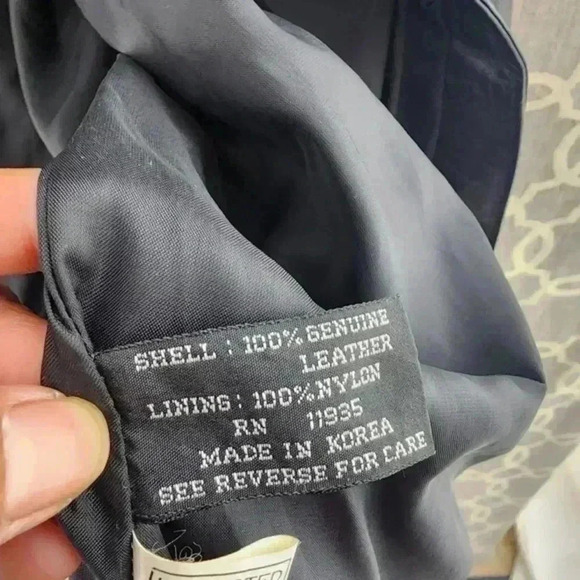 SHELL : 100% GENUINE
LEATHER
LINING : 100% NYLON
RN 11935
MADE IN KOREA
SEE REVERSE FOR CARE